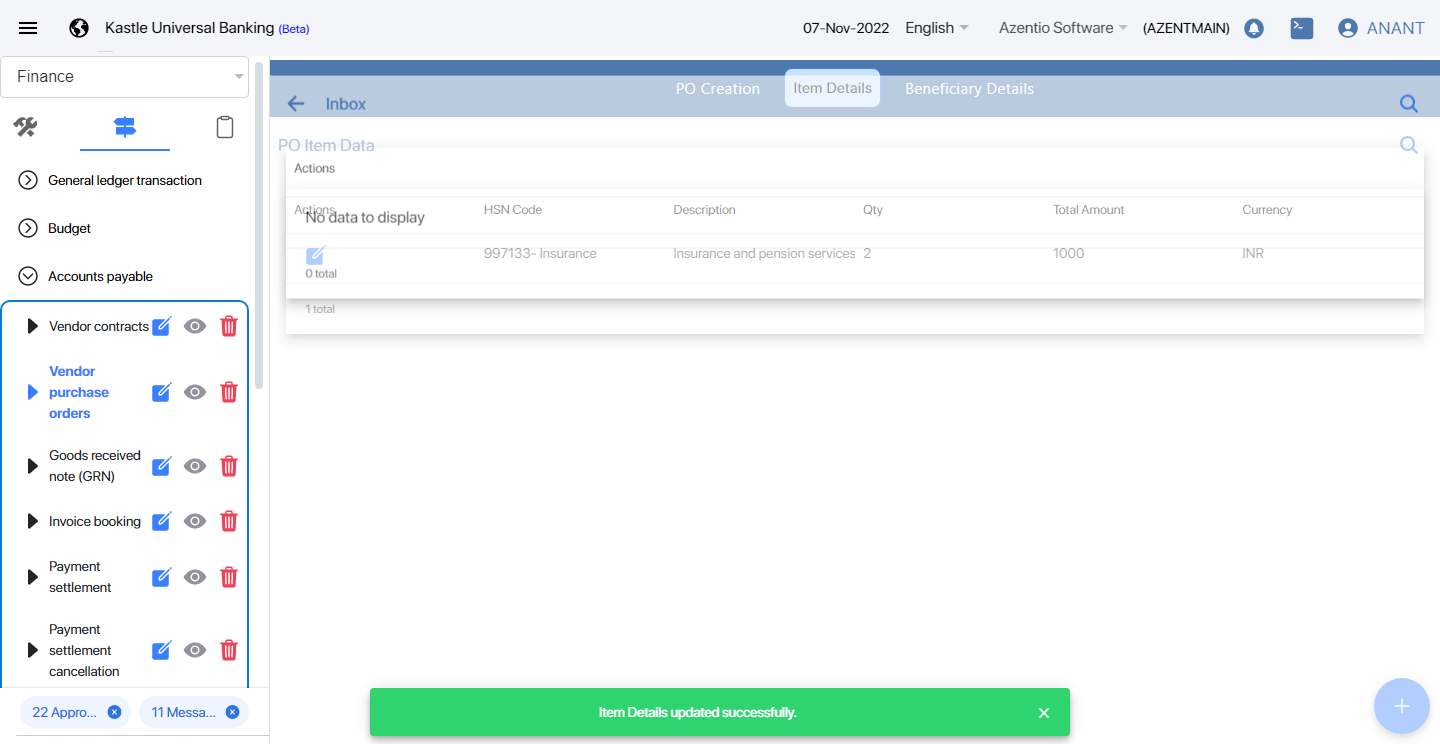 Kastle Universal Banking (Beta)
07-Nov-2022 English Azentio Software (AZENTMAIN) ANANT
Finance
PO Creation Item Details Beneficiary Details
Inbox
PO Item Data
Actions
Actions HSN Code Description Qty Total Amount Currency
No data to display
997133- Insurance Insurance and pension services 2 1000 INR
0 total
1 total
General ledger transaction
Budget
Accounts payable
Vendor contracts
Vendor
purchase
orders
Goods received
note (GRN)
Invoice booking
Payment
settlement
Payment
settlement
cancellation
22 Appro... 11 Messa...
Item Details updated successfully.